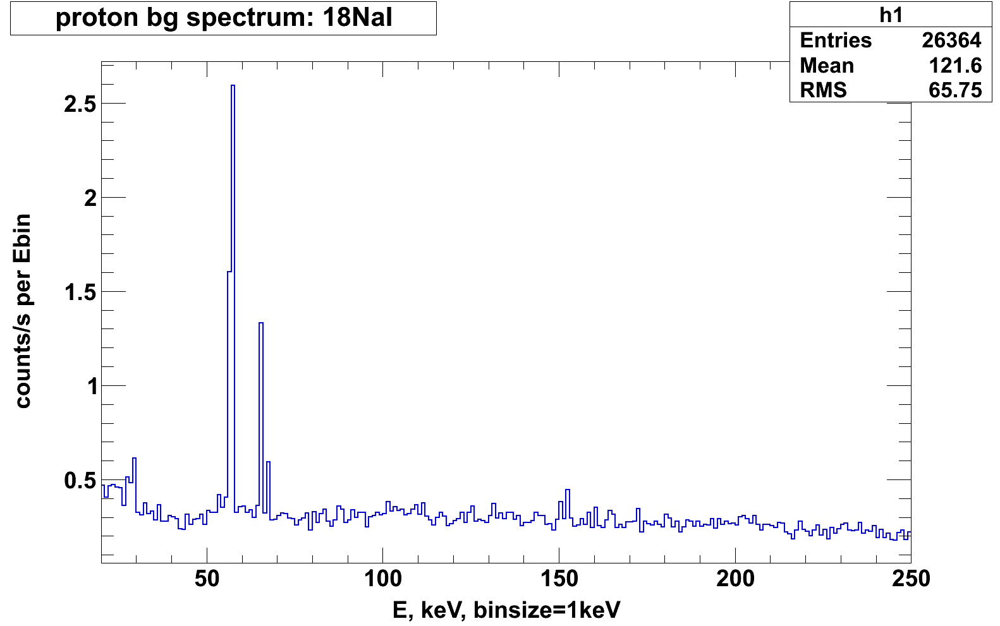 proton bg spectrum: 18NaI
h1
Entries 26364
Mean 121.6
RMS 65.75
counts/s per Ebin
2.5
2
1.5
1
0.5
50 100 150 200 250
E, keV, binsize=1keV